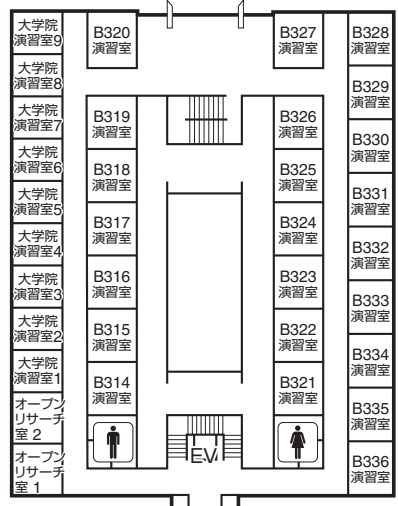 大学院
演習室9
大学院
演習室8
大学院
演習室7
大学院
演習室6
大学院
演習室5
大学院
演習室4
大学院
演習室3
大学院
演習室2
大学院
演習室1
オープン
リサーチ
室 2
オープン
リサーチ
室 1
B320
演習室
B319
演習室
B318
演習室
B317
演習室
B316
演習室
B315
演習室
B314
演習室
EV
B327
演習室
B326
演習室
B325
演習室
B324
演習室
B323
演習室
B322
演習室
B321
演習室
B328
演習室
B329
演習室
B330
演習室
B331
演習室
B332
演習室
B333
演習室
B334
演習室
B335
演習室
B336
演習室